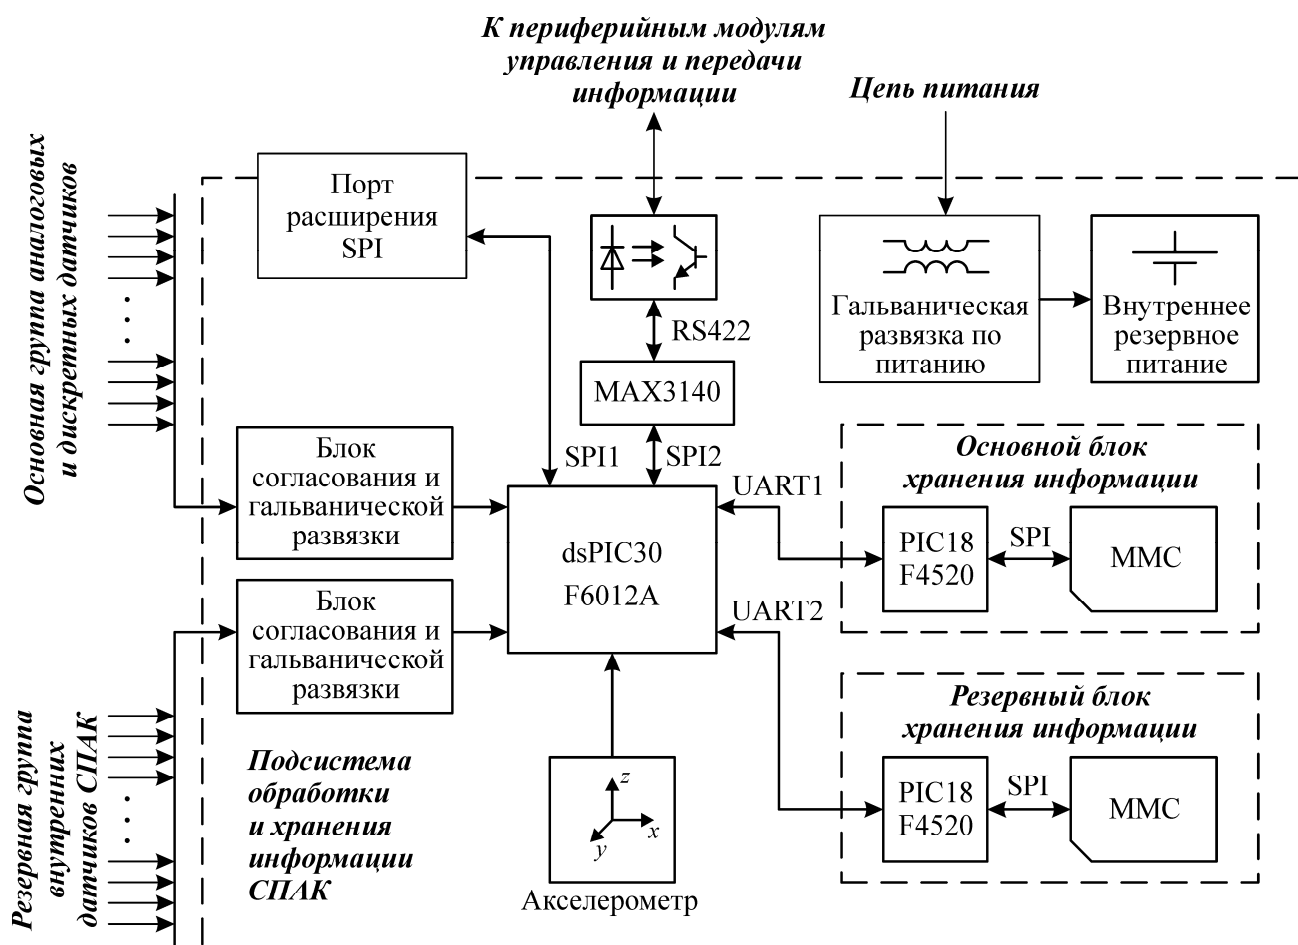 К периферийным модулям
управления и передачи
информации
Цепь питания
Основная группа аналоговых
и дискретных датчиков
Порт
расширения
SPI
RS422
MAX3140
Гальваническая
развязка по
питанию
Внутреннее
резервное
питание
SPI1
SPI2
Блок
согласования и
гальванической
развязки
dsPIC30
F6012A
UART1
Основной блок
хранения информации
PIC18
F4520
SPI
MMC
Блок
согласования и
гальванической
развязки
UART2
Резервный блок
хранения информации
PIC18
F4520
SPI
MMC
Резервная группа
внутренних
датчиков СПАК
Подсистема
обработки
и хранения
информации
СПАК
z
x
y
Акселерометр